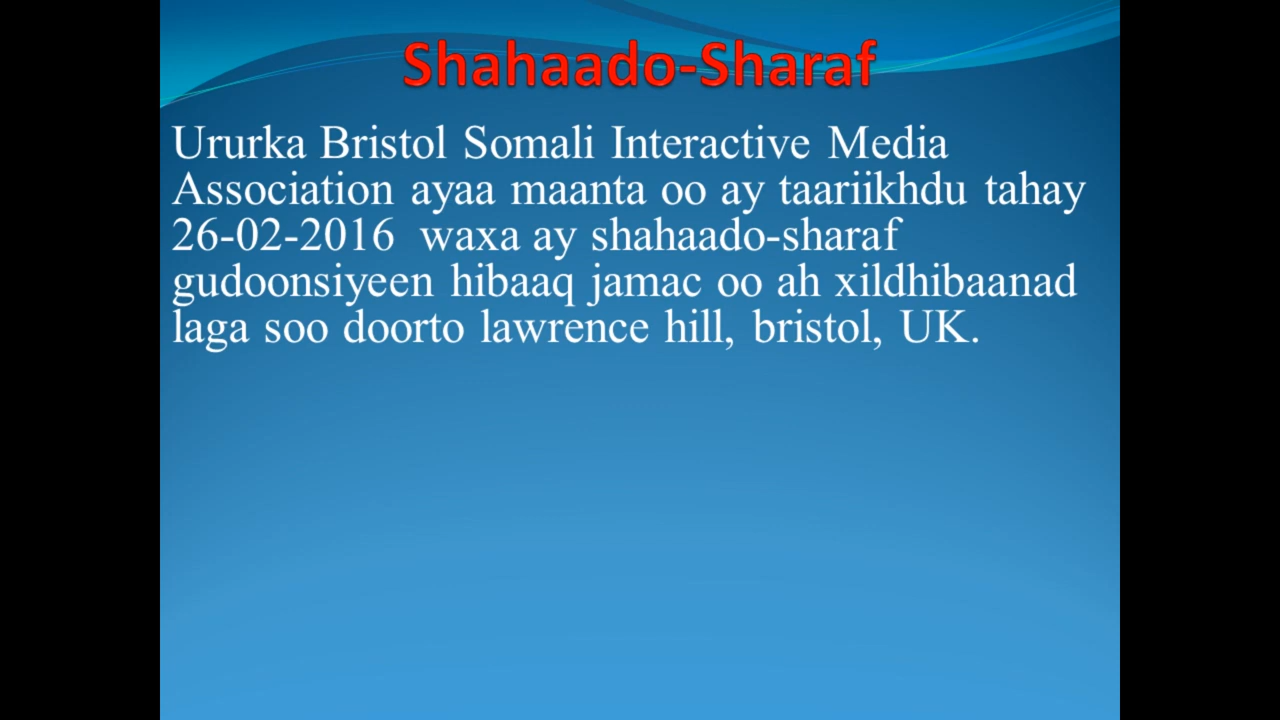 Shahaado-Sharaf
Ururka Bristol Somali Interactive Media
Association ayaa maanta oo ay taariikhdu tahay
26-02-2016 waxa ay shahaado-sharaf
gudoonsiyeen hibaaq jamac oo ah xildhibaanad
laga soo doorto lawrence hill, bristol, UK.